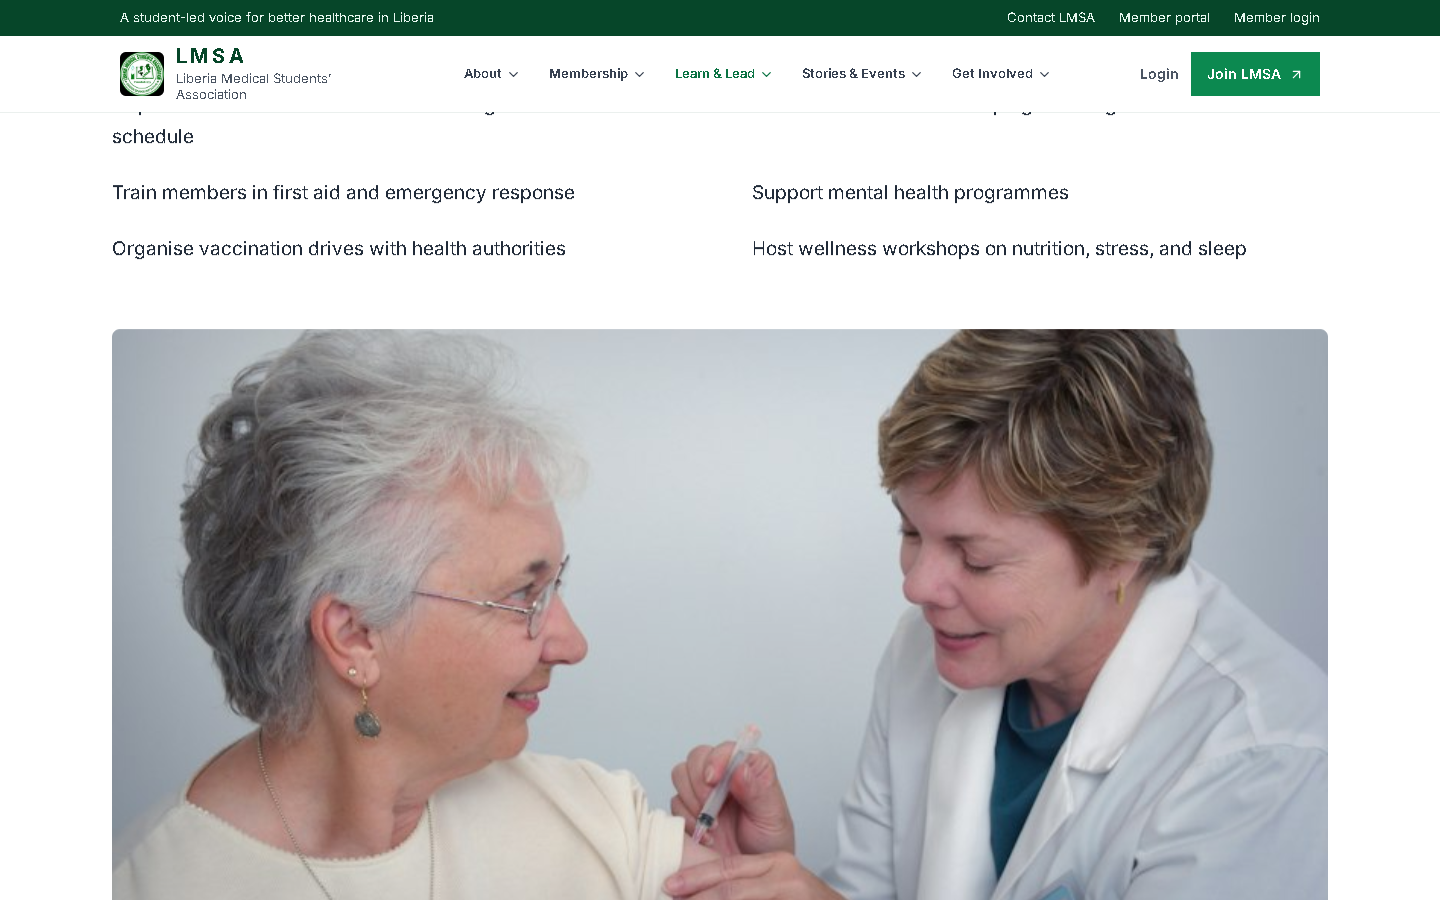 A student-led voice for better healthcare in Liberia
Contact LMSA Member portal Member login
LMSA
Liberia Medical Students'
Association
About Membership Learn & Lead Stories & Events Get Involved
Login Join LMSA
schedule
Train members in first aid and emergency response
Support mental health programmes
Organise vaccination drives with health authorities
Host wellness workshops on nutrition, stress, and sleep